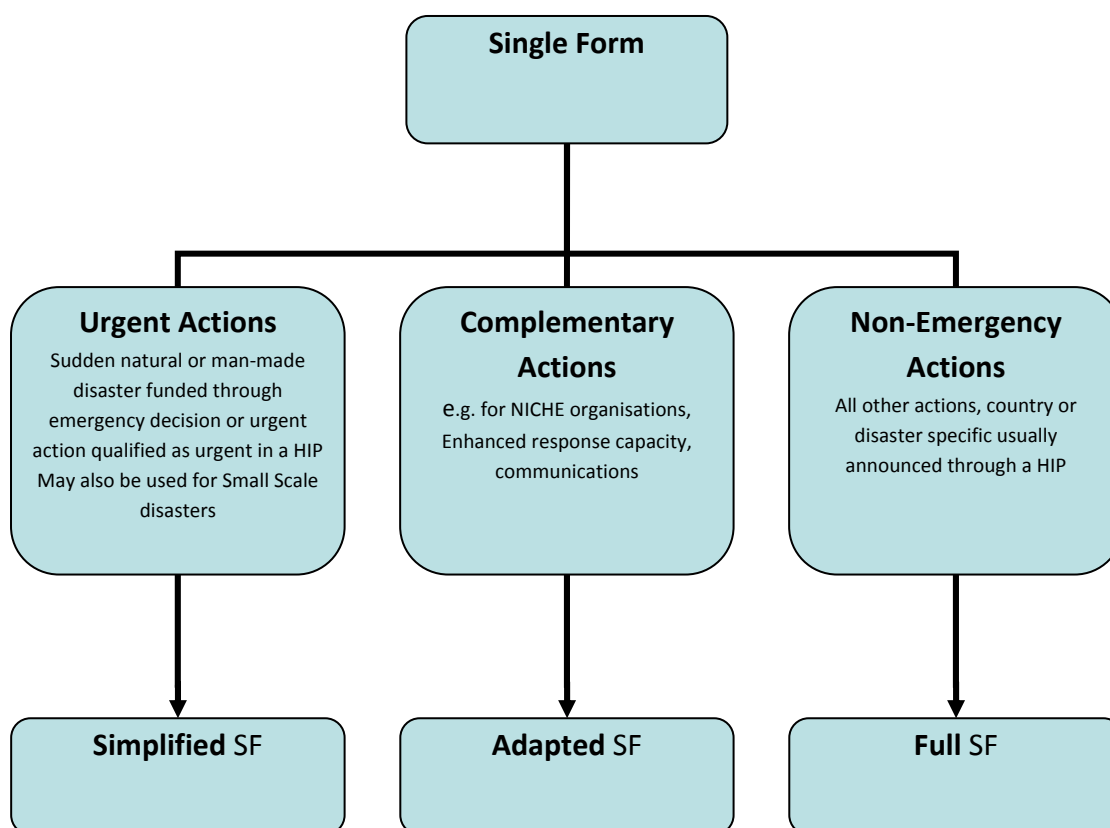 Single Form
Urgent Actions
Sudden natural or man-made
disaster funded through
emergency decision or urgent
action qualified as urgent in a HIP
May also be used for Small Scale
disasters
Complementary
Actions
e.g. for NICHE organisations,
Enhanced response capacity,
communications
Non-Emergency
Actions
All other actions, country or
disaster specific usually
announced through a HIP
Simplified SF
Adapted SF
Full SF